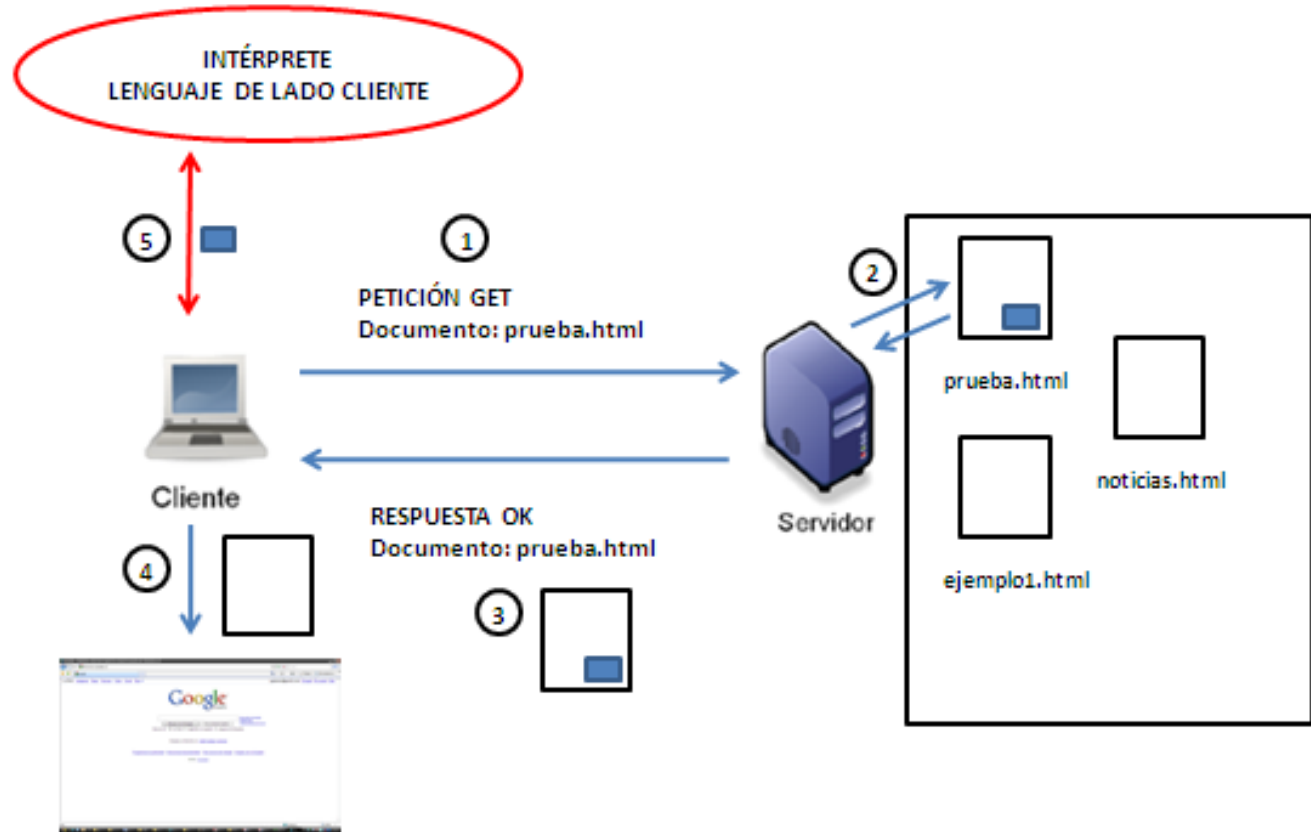 INTÉRPRETE
LENGUAJE DE LADO CLIENTE
5
1
2
PETICIÓN GET
Documento: prueba.html
prueba.html
noticias.html
Cliente
Servidor
RESPUESTA OK
Documento: prueba.html
ejemplo1.html
4
3
Google